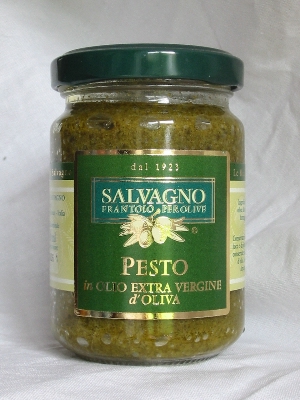 dal 1923
SALVAGNO
FRANTOIO PER OLIVE
®
PESTO
in OLIO EXTRA VERGINE
d'OLIVA